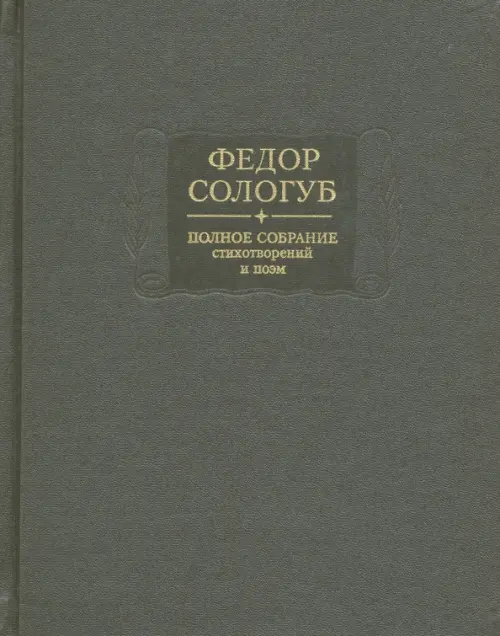 ФЕДОР
СОЛОГУБ
ПОЛНОЕ СОБРАНИЕ
стихотворений
и поэм